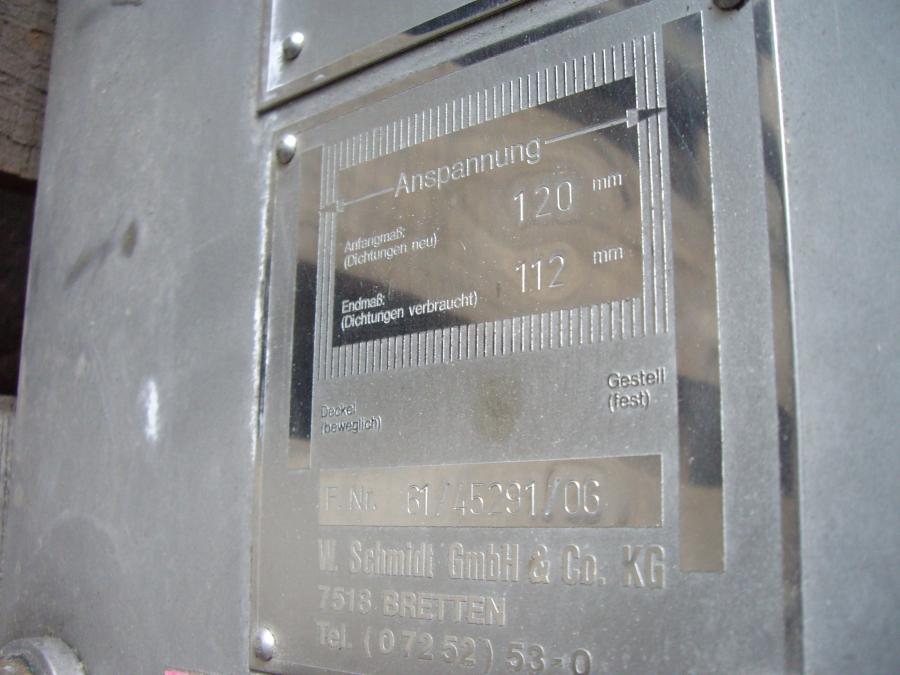 Anspannung
Anfangmaß: 120 mm
(Dichtungen neu)
Endmaß: 112 mm
(Dichtungen verbraucht)
Gestell
(fest)
Deckel
(beweglich)
F. Nr. 61/45291/06
W. Schmidt GmbH & Co. KG
7518 BRETTEN
Tel. (0 72 52) 53-0